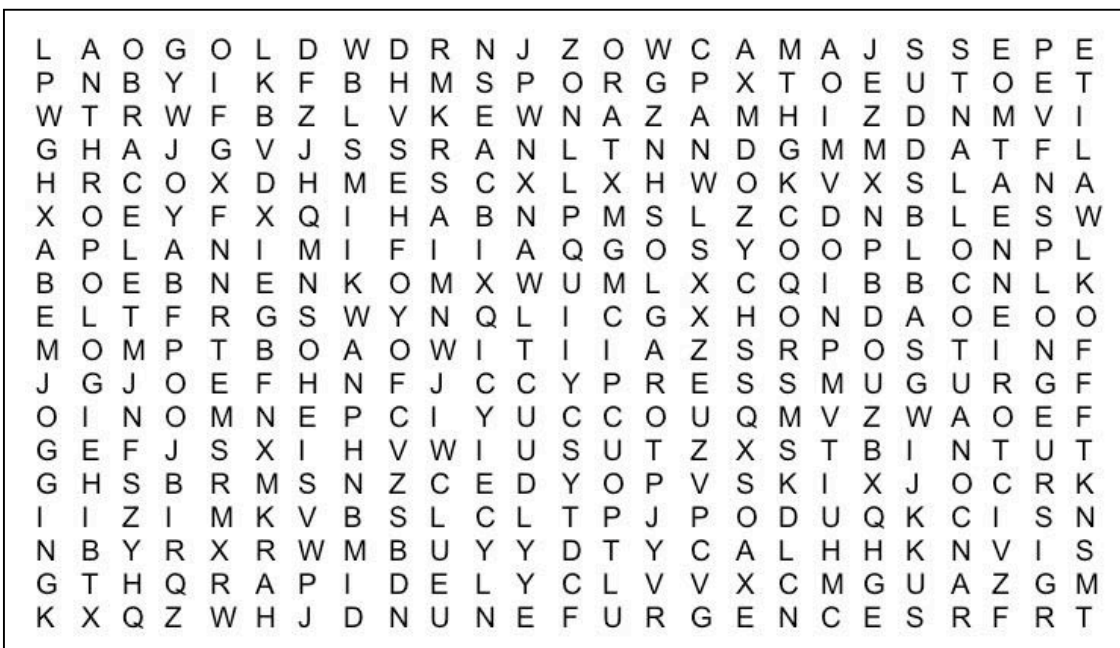 L A O G O L D W D R N J Z O W C A M A J S S E P E
P N B Y I K F B H M S P O R G P X T O E U T O E T
W T R W F B Z L V K E W N A Z A M H I Z D N M V I
G H A J G V J S S R A N L T N N D G M M D A T F L
H R C O X D H M E S C X L X H W O K V X S L A N A
X O E Y F X Q I H A B N P M S L Z C D N B L E S W
A P L A N I M I F I I A Q G O S Y O O P L O N P L
B O E B N E N K O M X W U M L X C Q I B B C N L K
E L T F R G S W Y N Q L I C G X H O N D A O E O O
M O M P T B O A O W I T I I A Z S R P O S T I N F
J G J O E F H N F J C C Y P R E S S M U G U R G F
O I N O M N E P C I Y U C C O U Q M V Z W A O E F
G E F J S X I H V W I U S U T Z X S T B I N T U T
G H S B R M S N Z C E D Y O P V S K I X J O C R K
I I Z I M K V B S L C L T P J P O D U Q K C I S N
N B Y R X R W M B U Y Y D T Y C A L H H K N V I S
G T H Q R A P I D E L Y C L V V X C M G U A Z G M
K X Q Z W H J D N U N E F U R G E N C E S R F R T